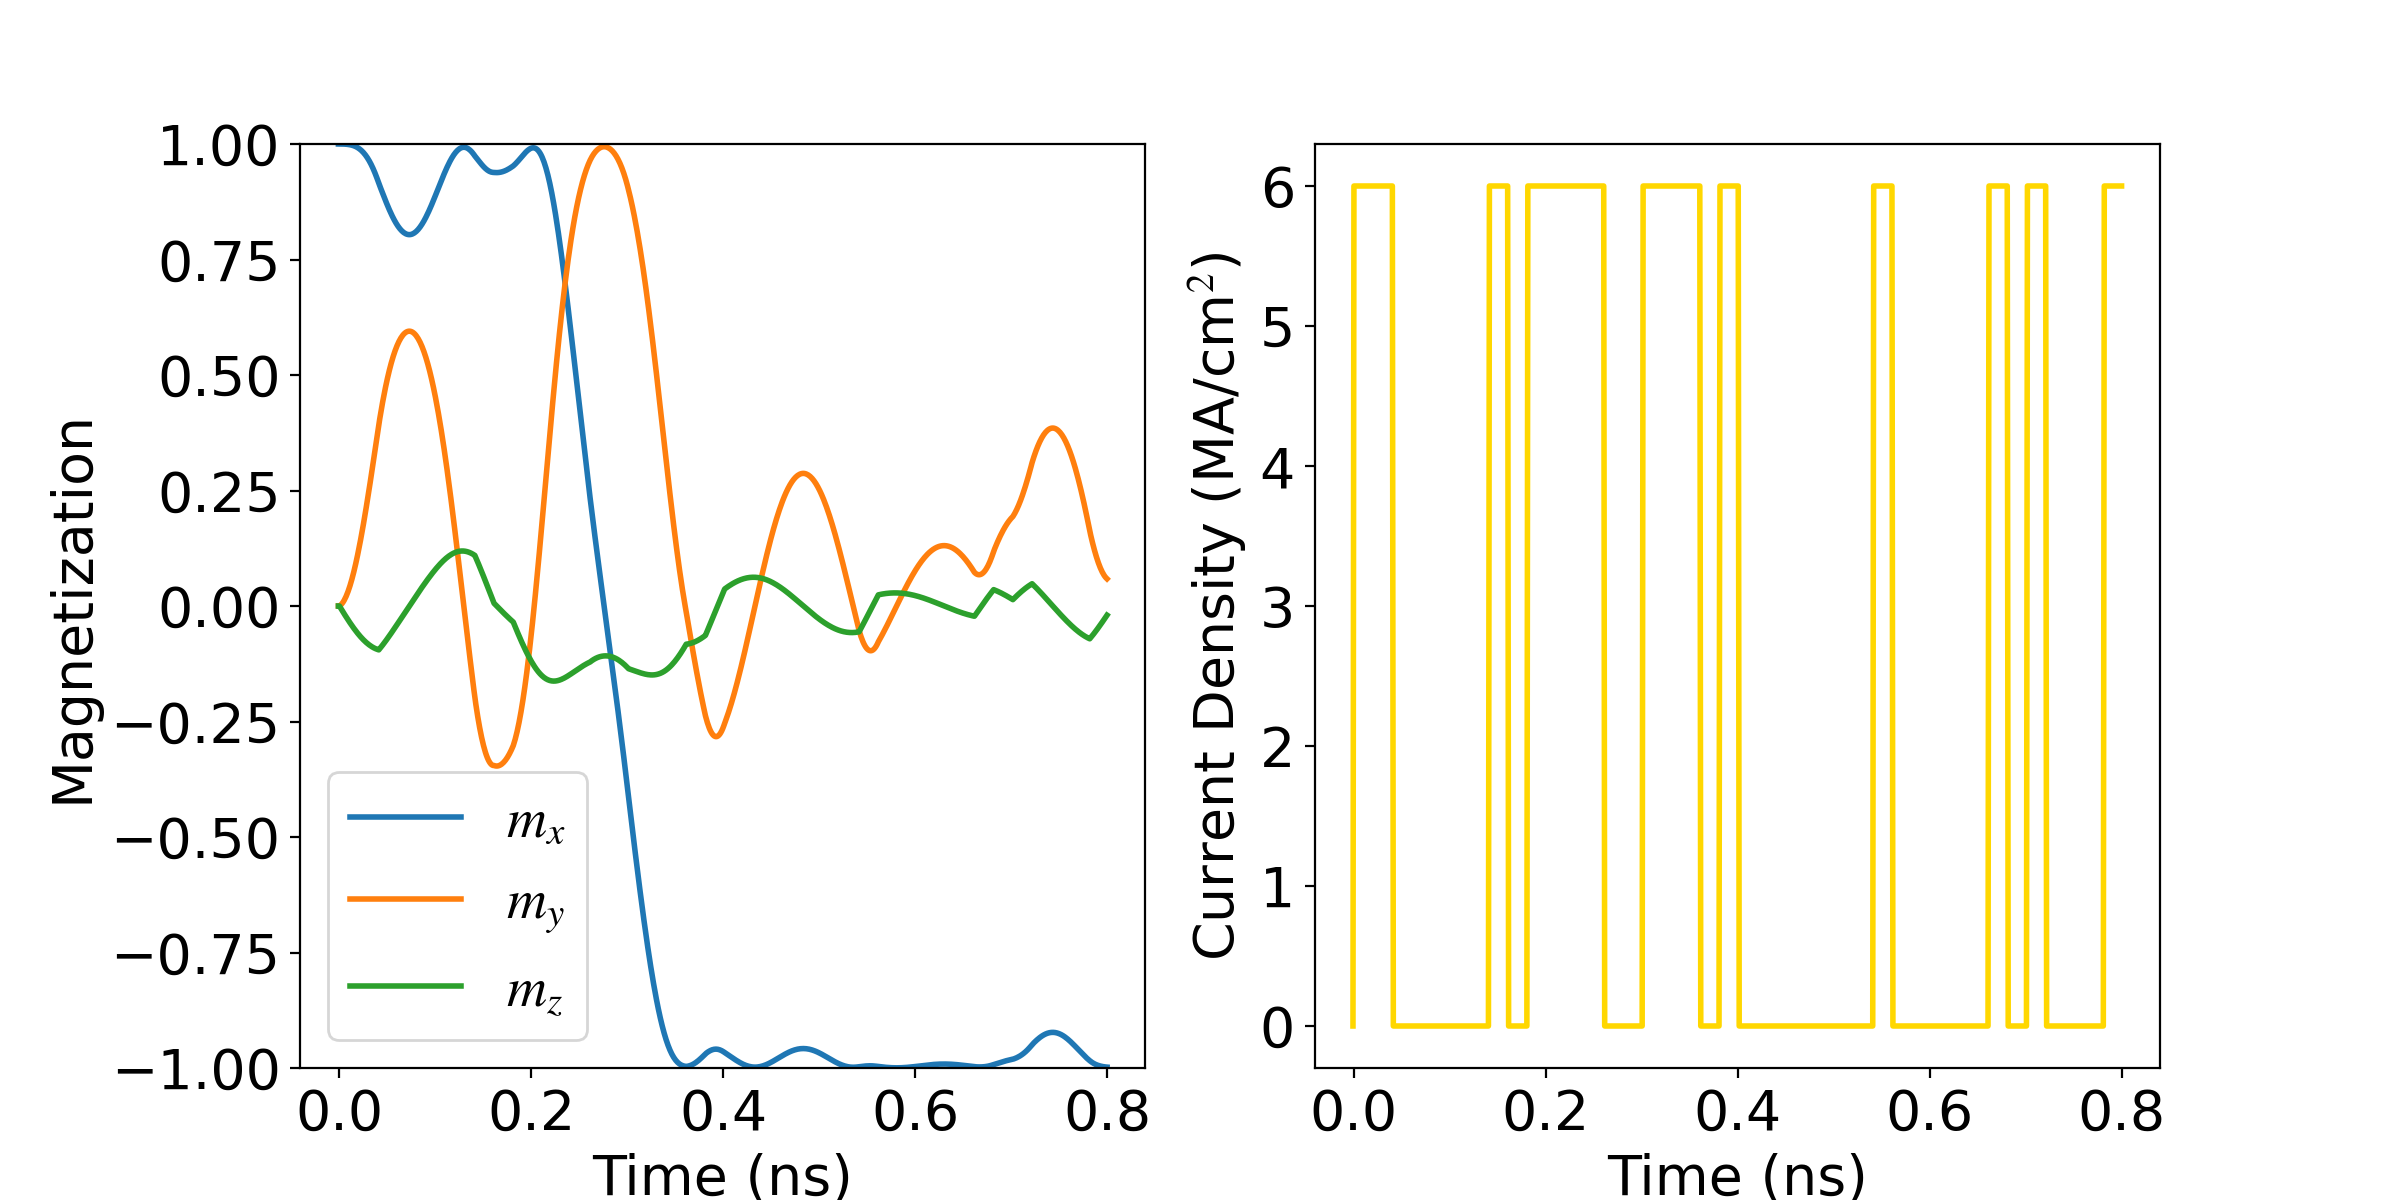 1.00
0.75
0.50
0.25
0.00
−0.25
−0.50
−0.75
−1.00
Magnetization
m_x
m_y
m_z
0.0 0.2 0.4 0.6 0.8
Time (ns)
6
5
4
3
2
1
0
Current Density (MA/cm²)
0.0 0.2 0.4 0.6 0.8
Time (ns)